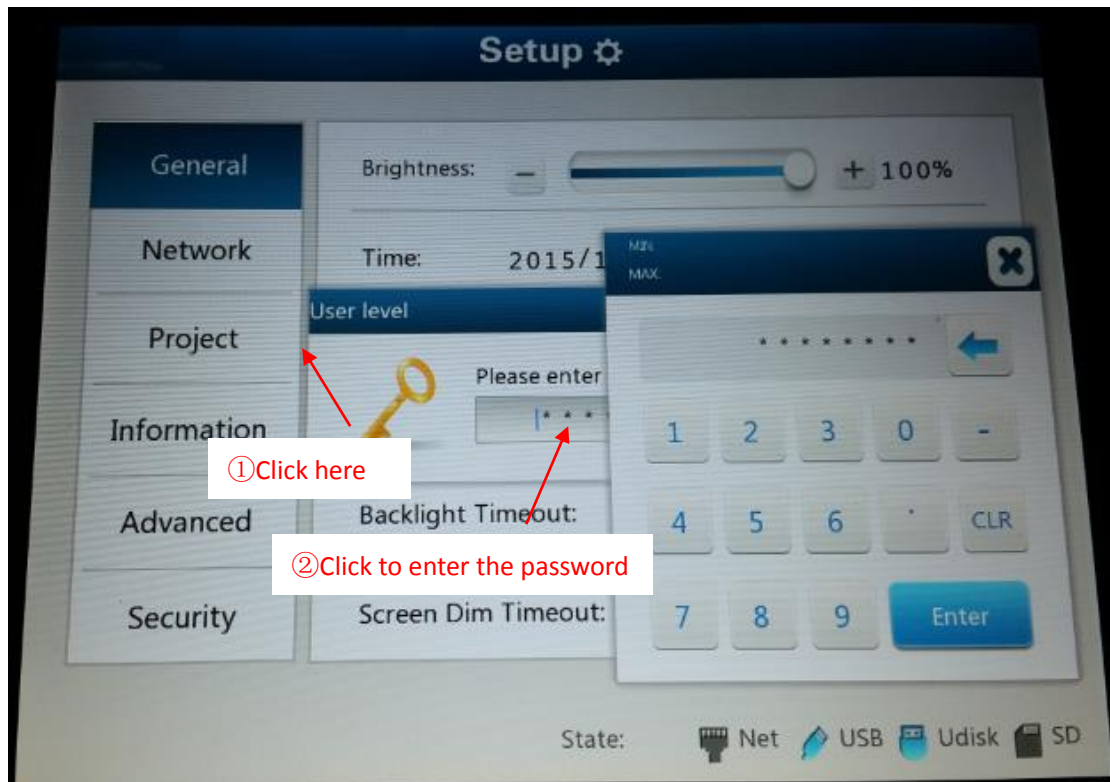 Setup
General
Brightness: - + 100%
Network
Time: 2015/1
MIN.
MAX.
User level
Project
* * * * * * * *
Please enter
* * * *
Information
1 2 3 0 -
①Click here
Advanced
Backlight Timeout:
4 5 6 . CLR
②Click to enter the password
Security
Screen Dim Timeout:
7 8 9 Enter
State: Net USB Udisk SD